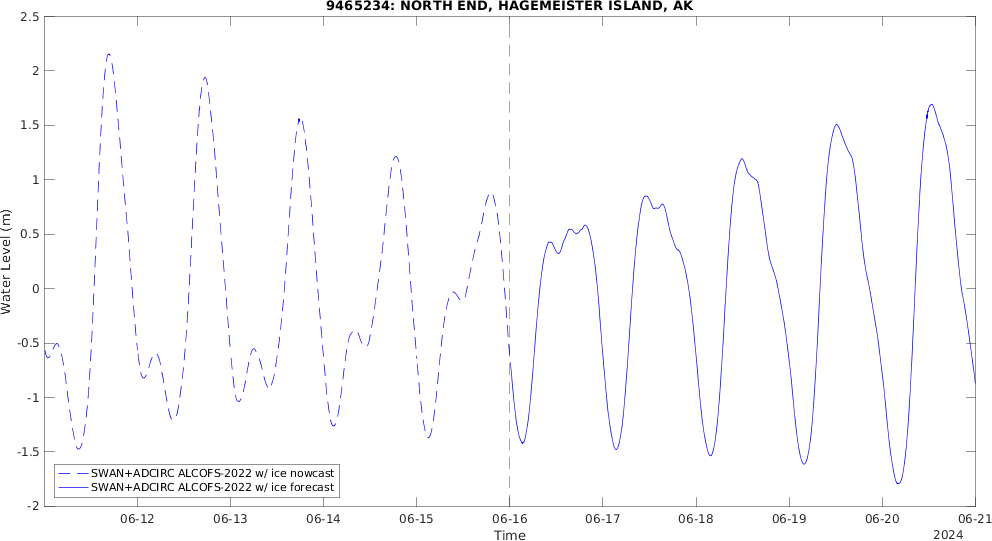 9465234: NORTH END, HAGEMEISTER ISLAND, AK
2.5
2
1.5
1
0.5
0
-0.5
-1
-1.5
-2
Water Level (m)
SWAN+ADCIRC ALCOFS-2022 w/ ice nowcast
SWAN+ADCIRC ALCOFS-2022 w/ ice forecast
06-12 06-13 06-14 06-15 06-16 06-17 06-18 06-19 06-20 06-21
Time
2024